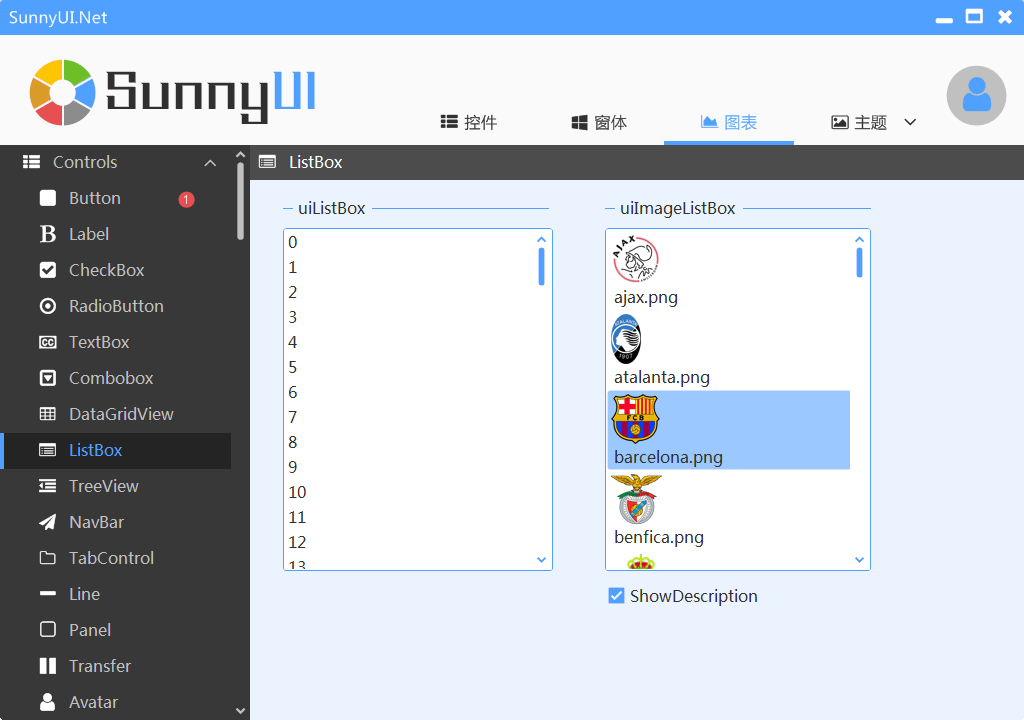 SunnyUI.Net
SunnyUI
控件
窗体
图表
主题
Controls
Button
1
Label
CheckBox
RadioButton
TextBox
Combobox
DataGridView
ListBox
TreeView
NavBar
TabControl
Line
Panel
Transfer
Avatar
ListBox
uiListBox
0
1
2
3
4
5
6
7
8
9
10
11
12
13
uiImageListBox
AJAX
ajax.png
ATALANTA
1907
atalanta.png
FCB
barcelona.png
benfica.png
ShowDescription